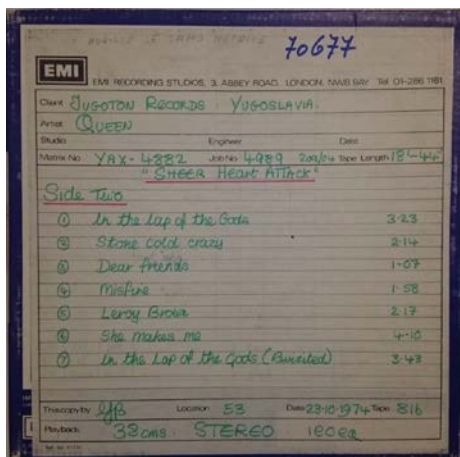 70677
EMI
EMI RECORDING STUDIOS, 3, ABBEY ROAD, LONDON, NW8 9AY Tel 01-286 1181
Client Jugoton Records Yugoslavia.
Artist Queen
Studio Engineer Date
Matrix No YAX-4882 Job No 4989 Tape Length 18-44
"Sheer Heart Attack"
Side Two
1 In the lap of the Gods 3.23
2 Stone cold crazy 2.14
3 Dear friends 1.07
4 Misfire 1.58
5 Leroy Brown 2.17
6 She makes me 4.10
7 In the Lap of the Gods (Revisited) 3.43
This copy by Location 53 Date 23-10-1974 Tape 816
Playback 38cms. STEREO